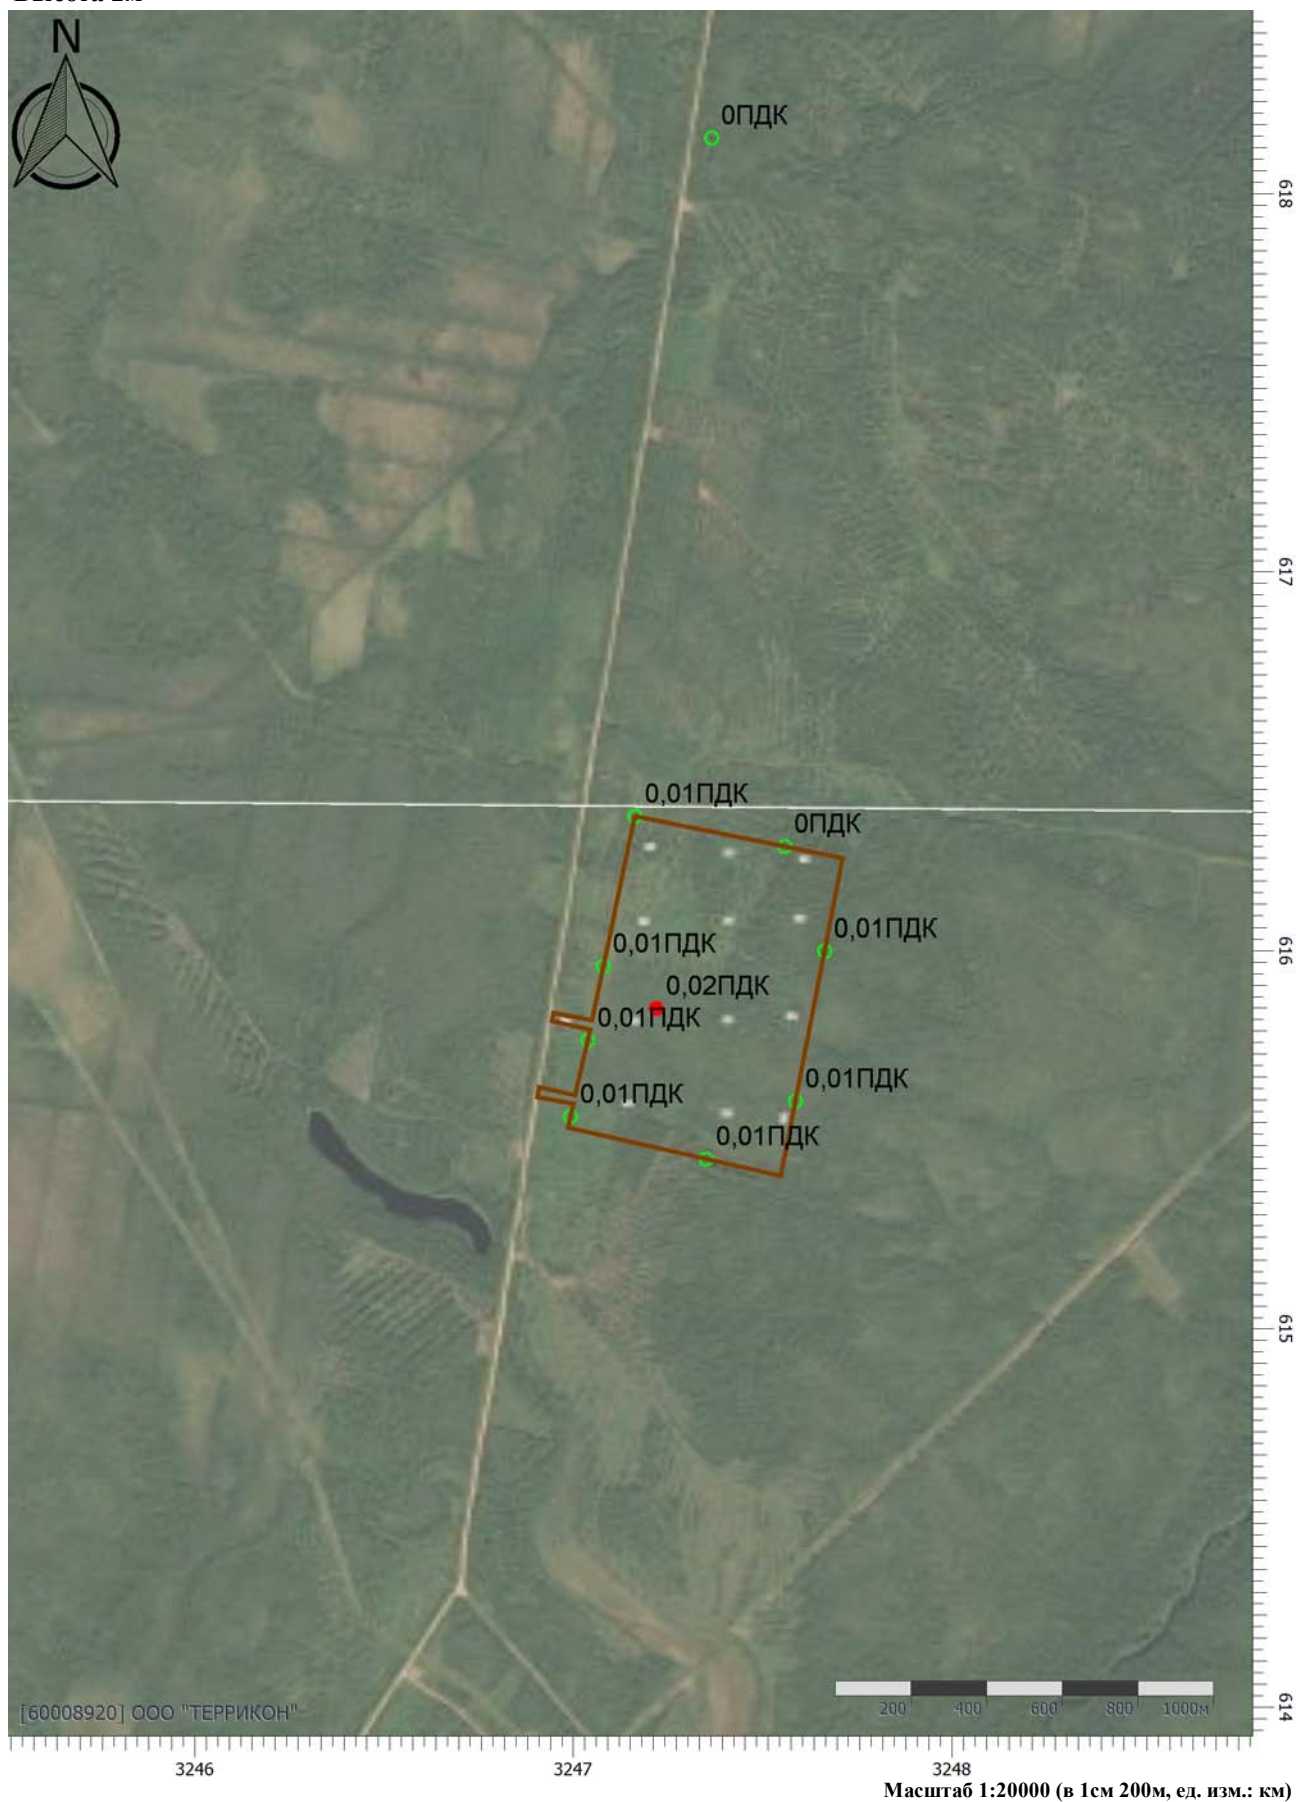 N
0ПДК
618
617
0,01ПДК
0ПДК
0,01ПДК
0,01ПДК
616
0,02ПДК
0,01ПДК
0,01ПДК
0,01ПДК
0,01ПДК
615
[60008920] ООО "ТЕРРИКОН"
200 400 600 800 1000м
614
3246 3247 3248
Масштаб 1:20000 (в 1см 200м, ед. изм.: км)